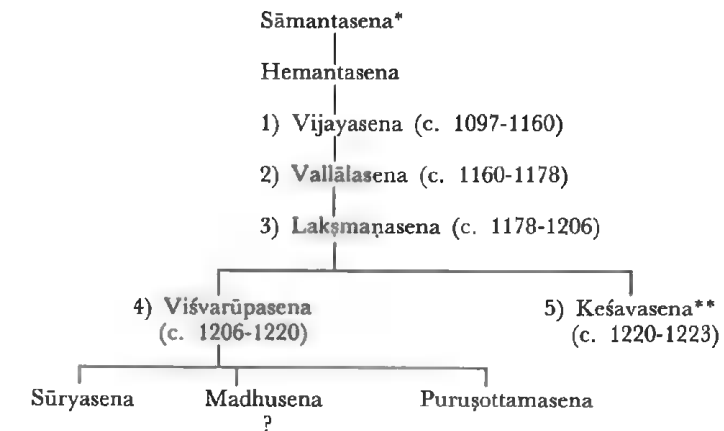 Sāmantasena*
Hemantasena
1) Vijayasena (c. 1097-1160)
2) Vallālasena (c. 1160-1178)
3) Lakṣmaṇasena (c. 1178-1206)
4) Viśvarūpasena
(c. 1206-1220)
5) Keśavasena**
(c. 1220-1223)
Sūryasena Madhusena Puruṣottamasena
?